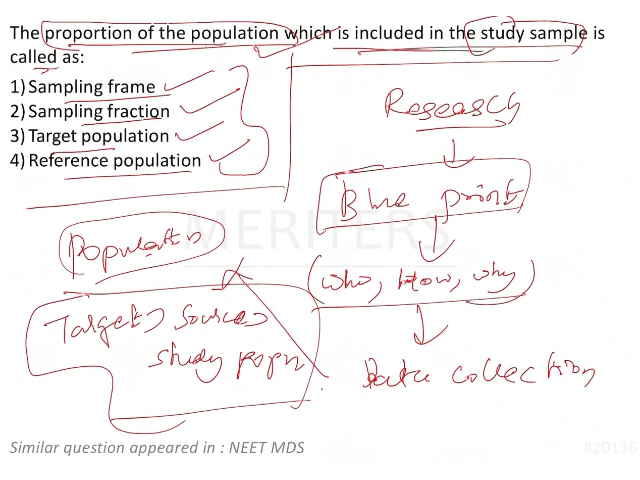 The proportion of the population which is included in the study sample is
called as:
1) Sampling frame
2) Sampling fraction
3) Target population
4) Reference population
Research
Blue print
(who, How, why)
Data collection
Population
Target → Source →
study popn
MERITERS
Similar question appeared in : NEET MDS
#20136